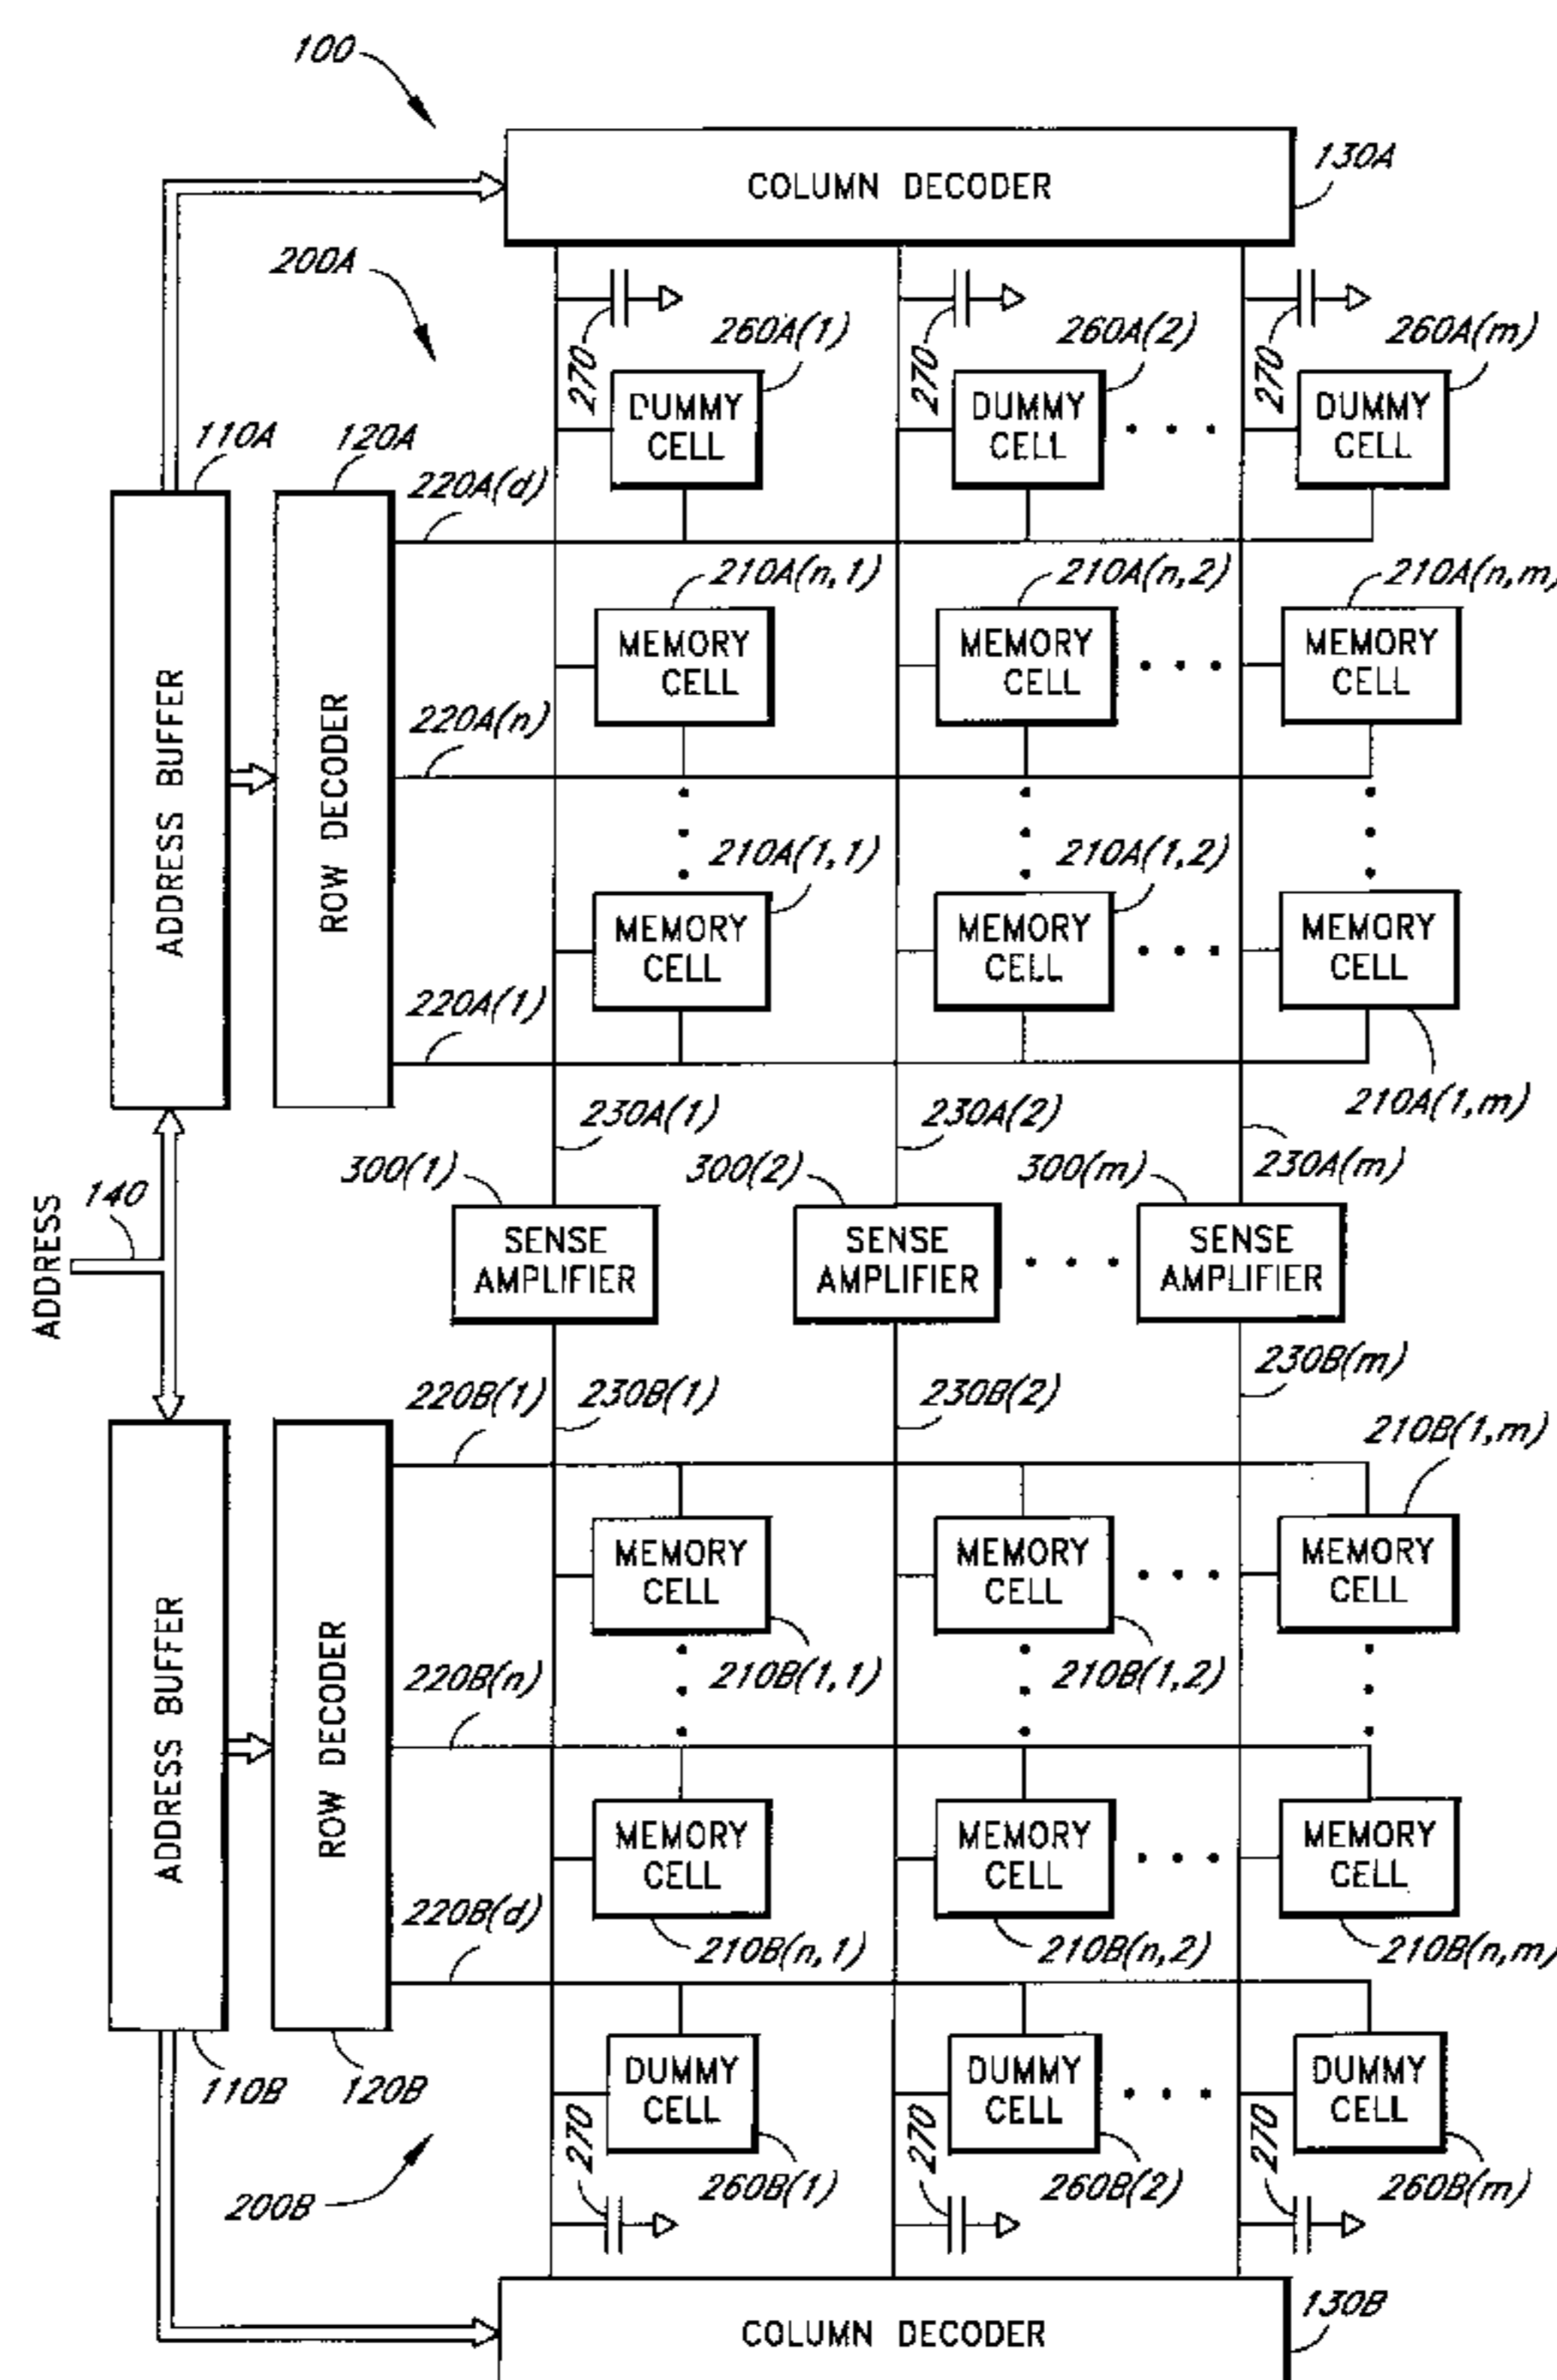 100
COLUMN DECODER
130A
200A
270
270
270
260A(1)
260A(2)
260A(m)
DUMMY
CELL
DUMMY
CELL
DUMMY
CELL
110A
120A
220A(d)
ADDRESS BUFFER
ROW DECODER
210A(n,1)
210A(n,2)
210A(n,m)
MEMORY
CELL
MEMORY
CELL
MEMORY
CELL
220A(n)
210A(1,1)
210A(1,2)
MEMORY
CELL
MEMORY
CELL
MEMORY
CELL
220A(1)
210A(1,m)
230A(1)
230A(2)
230A(m)
ADDRESS
140
300(1)
300(2)
300(m)
SENSE
AMPLIFIER
SENSE
AMPLIFIER
SENSE
AMPLIFIER
220B(1)
230B(1)
230B(2)
230B(m)
210B(1,m)
ADDRESS BUFFER
ROW DECODER
MEMORY
CELL
MEMORY
CELL
MEMORY
CELL
220B(n)
210B(1,1)
210B(1,2)
MEMORY
CELL
MEMORY
CELL
MEMORY
CELL
220B(d)
210B(n,1)
210B(n,2)
210B(n,m)
110B
120B
DUMMY
CELL
DUMMY
CELL
DUMMY
CELL
270
270
270
200B
260B(1)
260B(2)
260B(m)
COLUMN DECODER
130B